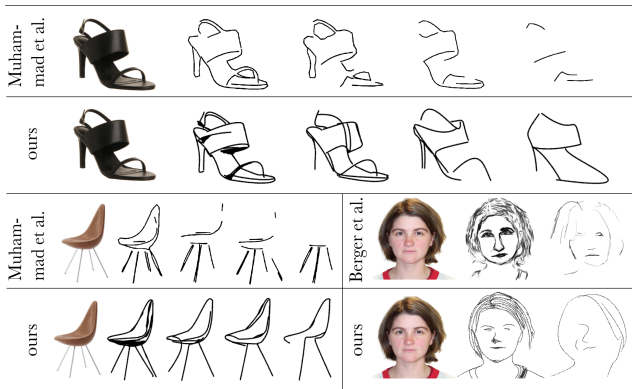 Muham-
mad et al.
ours
Muham-
mad et al.
Berger et al.
ours
ours